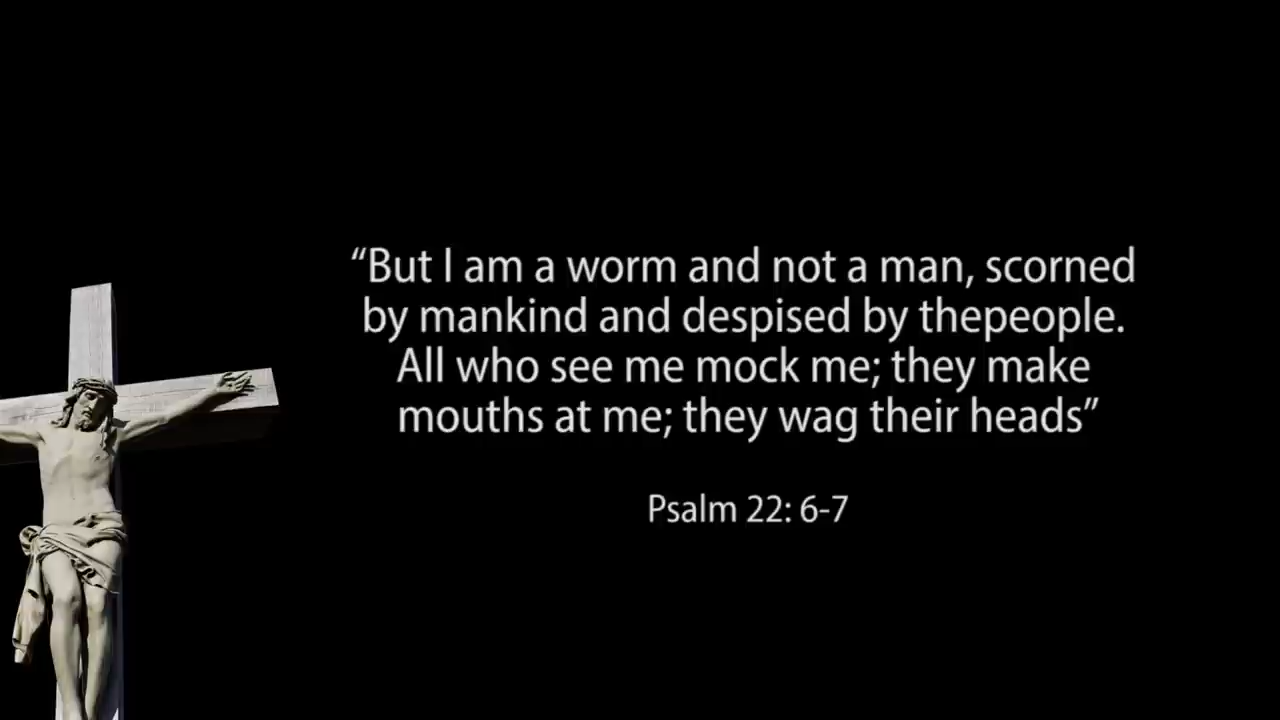 “But I am a worm and not a man, scorned
by mankind and despised by thepeople.
All who see me mock me; they make
mouths at me; they wag their heads”
Psalm 22: 6-7